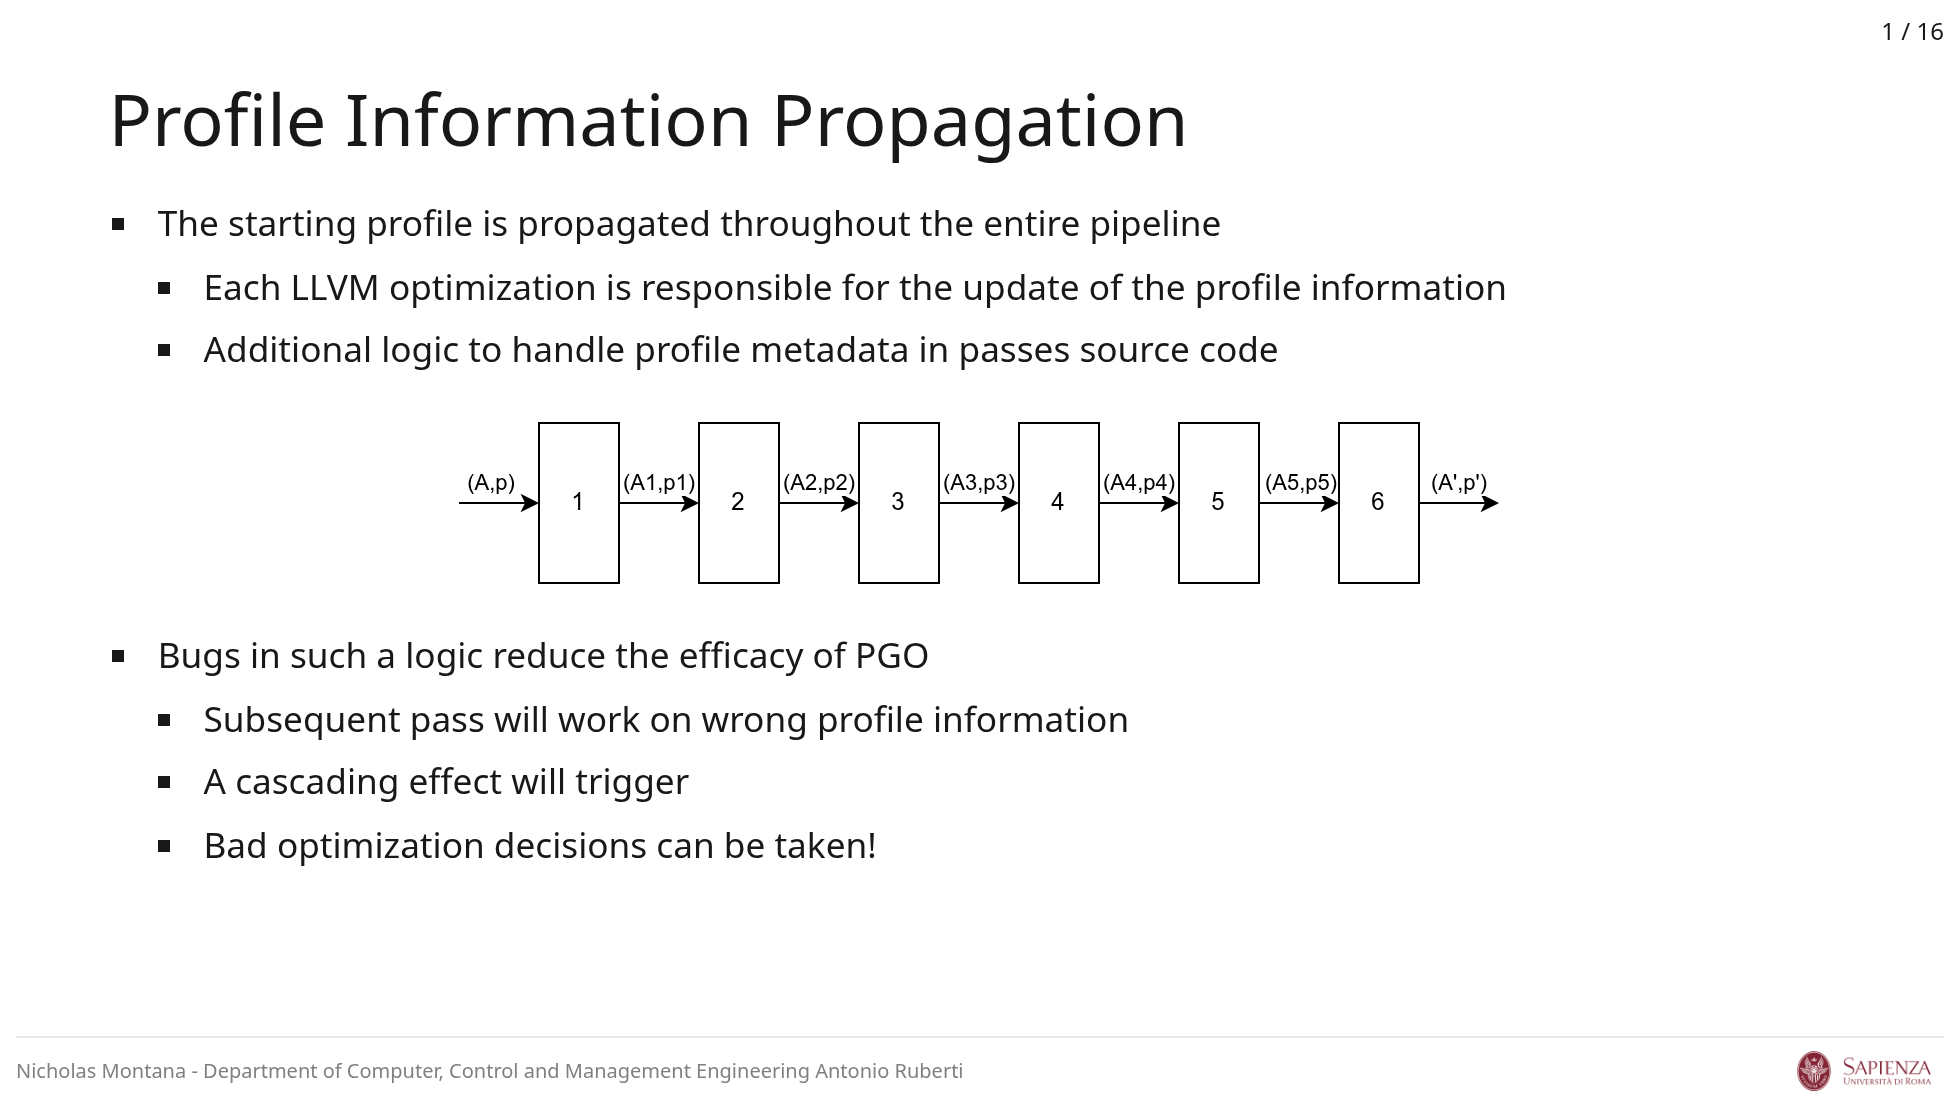 1 / 16
Profile Information Propagation
The starting profile is propagated throughout the entire pipeline
Each LLVM optimization is responsible for the update of the profile information
Additional logic to handle profile metadata in passes source code
(A,p) 1 (A1,p1) 2 (A2,p2) 3 (A3,p3) 4 (A4,p4) 5 (A5,p5) 6 (A',p')
Bugs in such a logic reduce the efficacy of PGO
Subsequent pass will work on wrong profile information
A cascading effect will trigger
Bad optimization decisions can be taken!
Nicholas Montana - Department of Computer, Control and Management Engineering Antonio Ruberti
SAPIENZA
UNIVERSITÀ DI ROMA